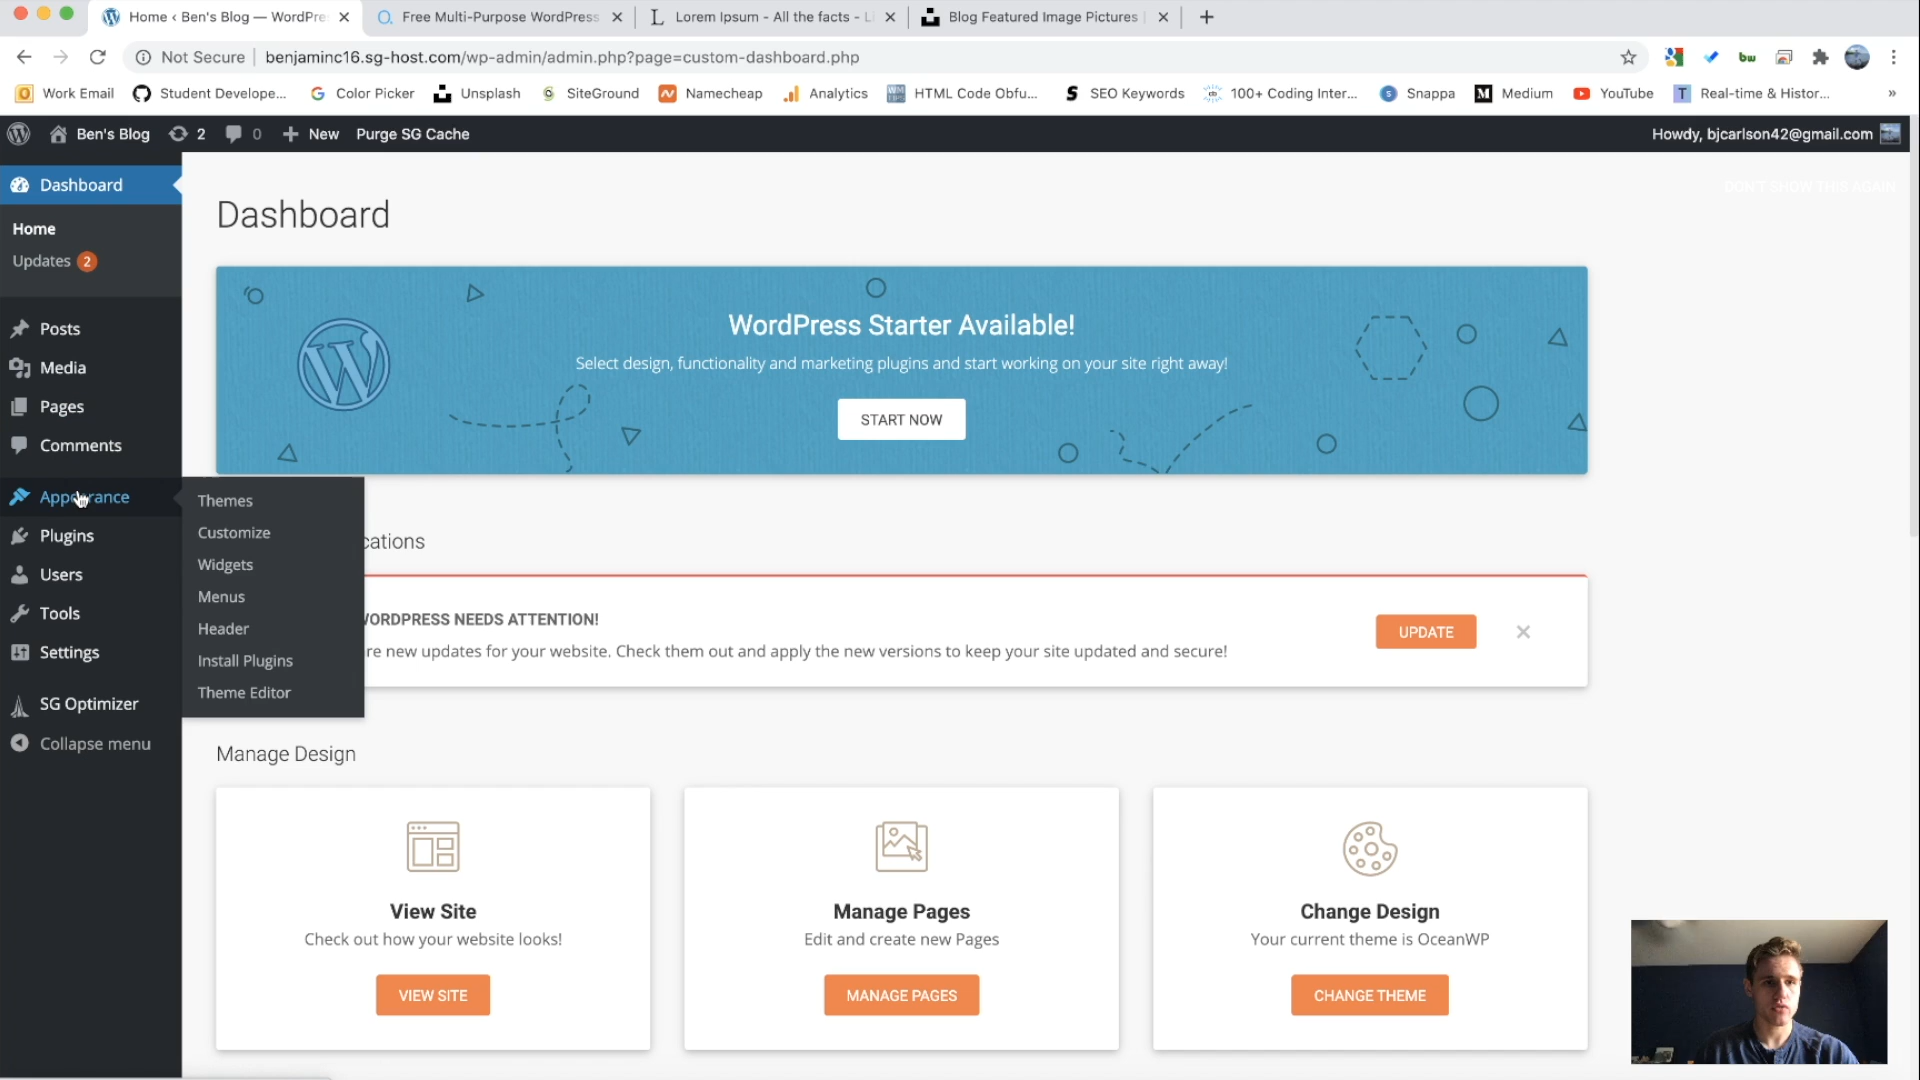 Home ‹ Ben's Blog — WordPre
Free Multi-Purpose WordPress
Lorem Ipsum - All the facts - Li
Blog Featured Image Pictures
Not Secure
benjaminc16.sg-host.com/wp-admin/admin.php?page=custom-dashboard.php
Work Email
Student Develope...
Color Picker
Unsplash
SiteGround
Namecheap
Analytics
HTML Code Obfu...
SEO Keywords
100+ Coding Inter...
Snappa
Medium
YouTube
Real-time & Histor...
»
Ben's Blog
2
0
New
Purge SG Cache
Howdy, bjcarlson42@gmail.com
Dashboard
Home
Updates 2
Posts
Media
Pages
Comments
Appearance
Plugins
Users
Tools
Settings
SG Optimizer
Collapse menu
Themes
Customize
Widgets
Menus
Header
Install Plugins
Theme Editor
DON'T SHOW THIS AGAIN
Dashboard
WordPress Starter Available!
Select design, functionality and marketing plugins and start working on your site right away!
START NOW
cations
WORDPRESS NEEDS ATTENTION!
re new updates for your website. Check them out and apply the new versions to keep your site updated and secure!
UPDATE
Manage Design
View Site
Check out how your website looks!
VIEW SITE
Manage Pages
Edit and create new Pages
MANAGE PAGES
Change Design
Your current theme is OceanWP
CHANGE THEME